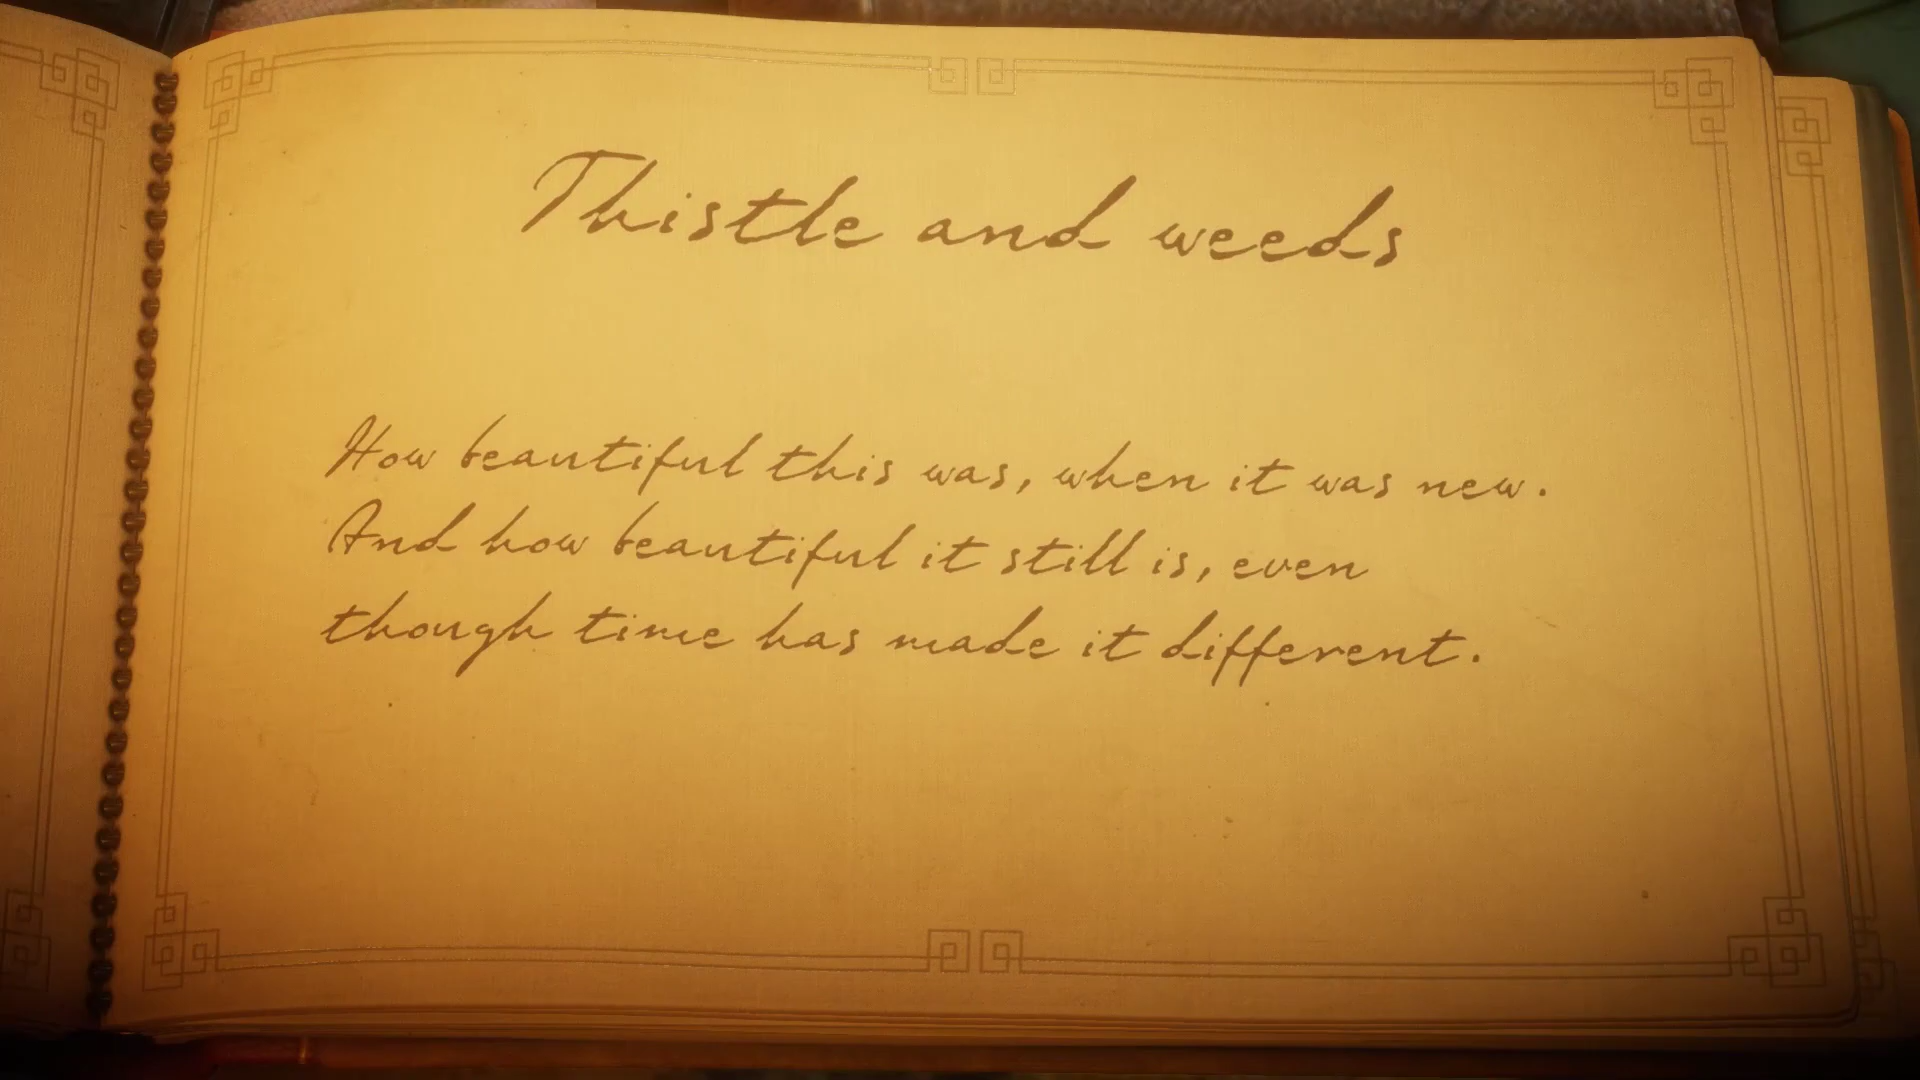 Thistle and weeds
How beautiful this was, when it was new.
And how beautiful it still is, even
though time has made it different.